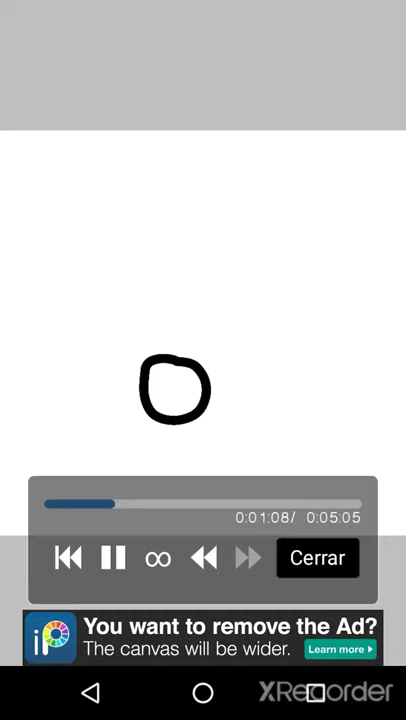 0:01:08/ 0:05:05
Cerrar
iP
You want to remove the Ad?
The canvas will be wider.
Learn more
XRecorder